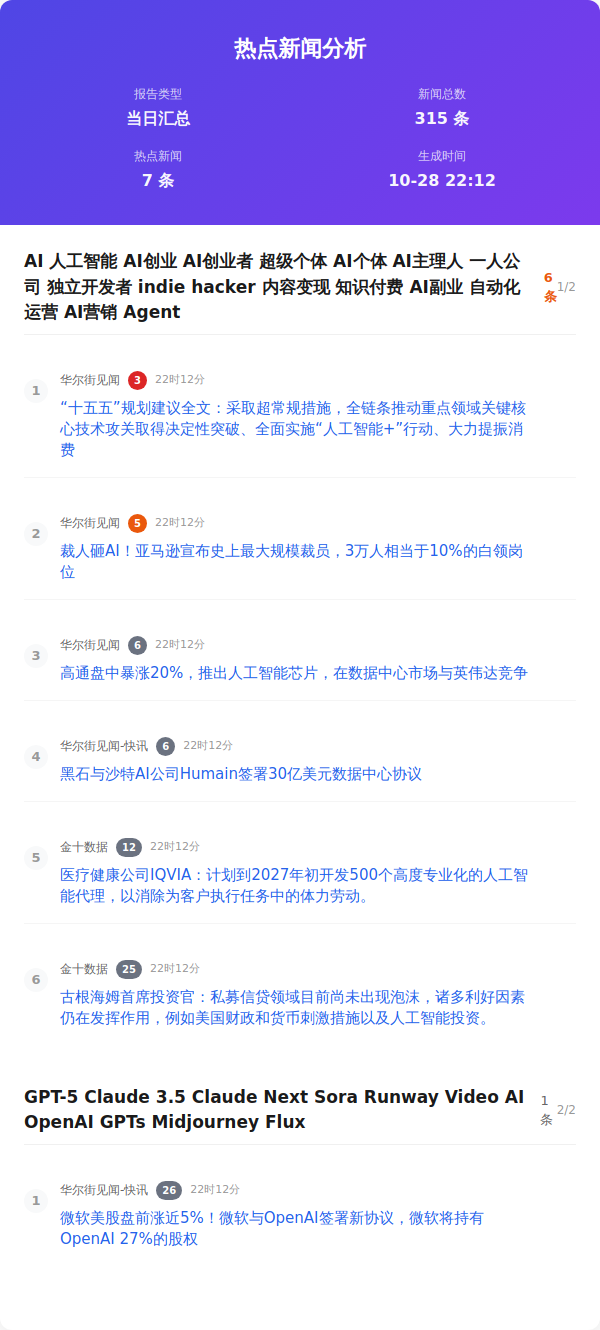 热点新闻分析
报告类型
新闻总数
当日汇总
315 条
热点新闻
生成时间
7 条
10-28 22:12
AI 人工智能 AI创业 AI创业者 超级个体 AI个体 AI主理人 一人公
司 独立开发者 indie hacker 内容变现 知识付费 AI副业 自动化
运营 AI营销 Agent
6
条
1/2
1
华尔街见闻 3 22时12分
“十五五”规划建议全文：采取超常规措施，全链条推动重点领域关键核
心技术攻关取得决定性突破、全面实施“人工智能+”行动、大力提振消
费
2
华尔街见闻 5 22时12分
裁人砸AI！亚马逊宣布史上最大规模裁员，3万人相当于10%的白领岗
位
3
华尔街见闻 6 22时12分
高通盘中暴涨20%，推出人工智能芯片，在数据中心市场与英伟达竞争
4
华尔街见闻-快讯 6 22时12分
黑石与沙特AI公司Humain签署30亿美元数据中心协议
5
金十数据 12 22时12分
医疗健康公司IQVIA：计划到2027年初开发500个高度专业化的人工智
能代理，以消除为客户执行任务中的体力劳动。
6
金十数据 25 22时12分
古根海姆首席投资官：私募信贷领域目前尚未出现泡沫，诸多利好因素
仍在发挥作用，例如美国财政和货币刺激措施以及人工智能投资。
GPT-5 Claude 3.5 Claude Next Sora Runway Video AI
OpenAI GPTs Midjourney Flux
1
条
2/2
1
华尔街见闻-快讯 26 22时12分
微软美股盘前涨近5%！微软与OpenAI签署新协议，微软将持有
OpenAI 27%的股权